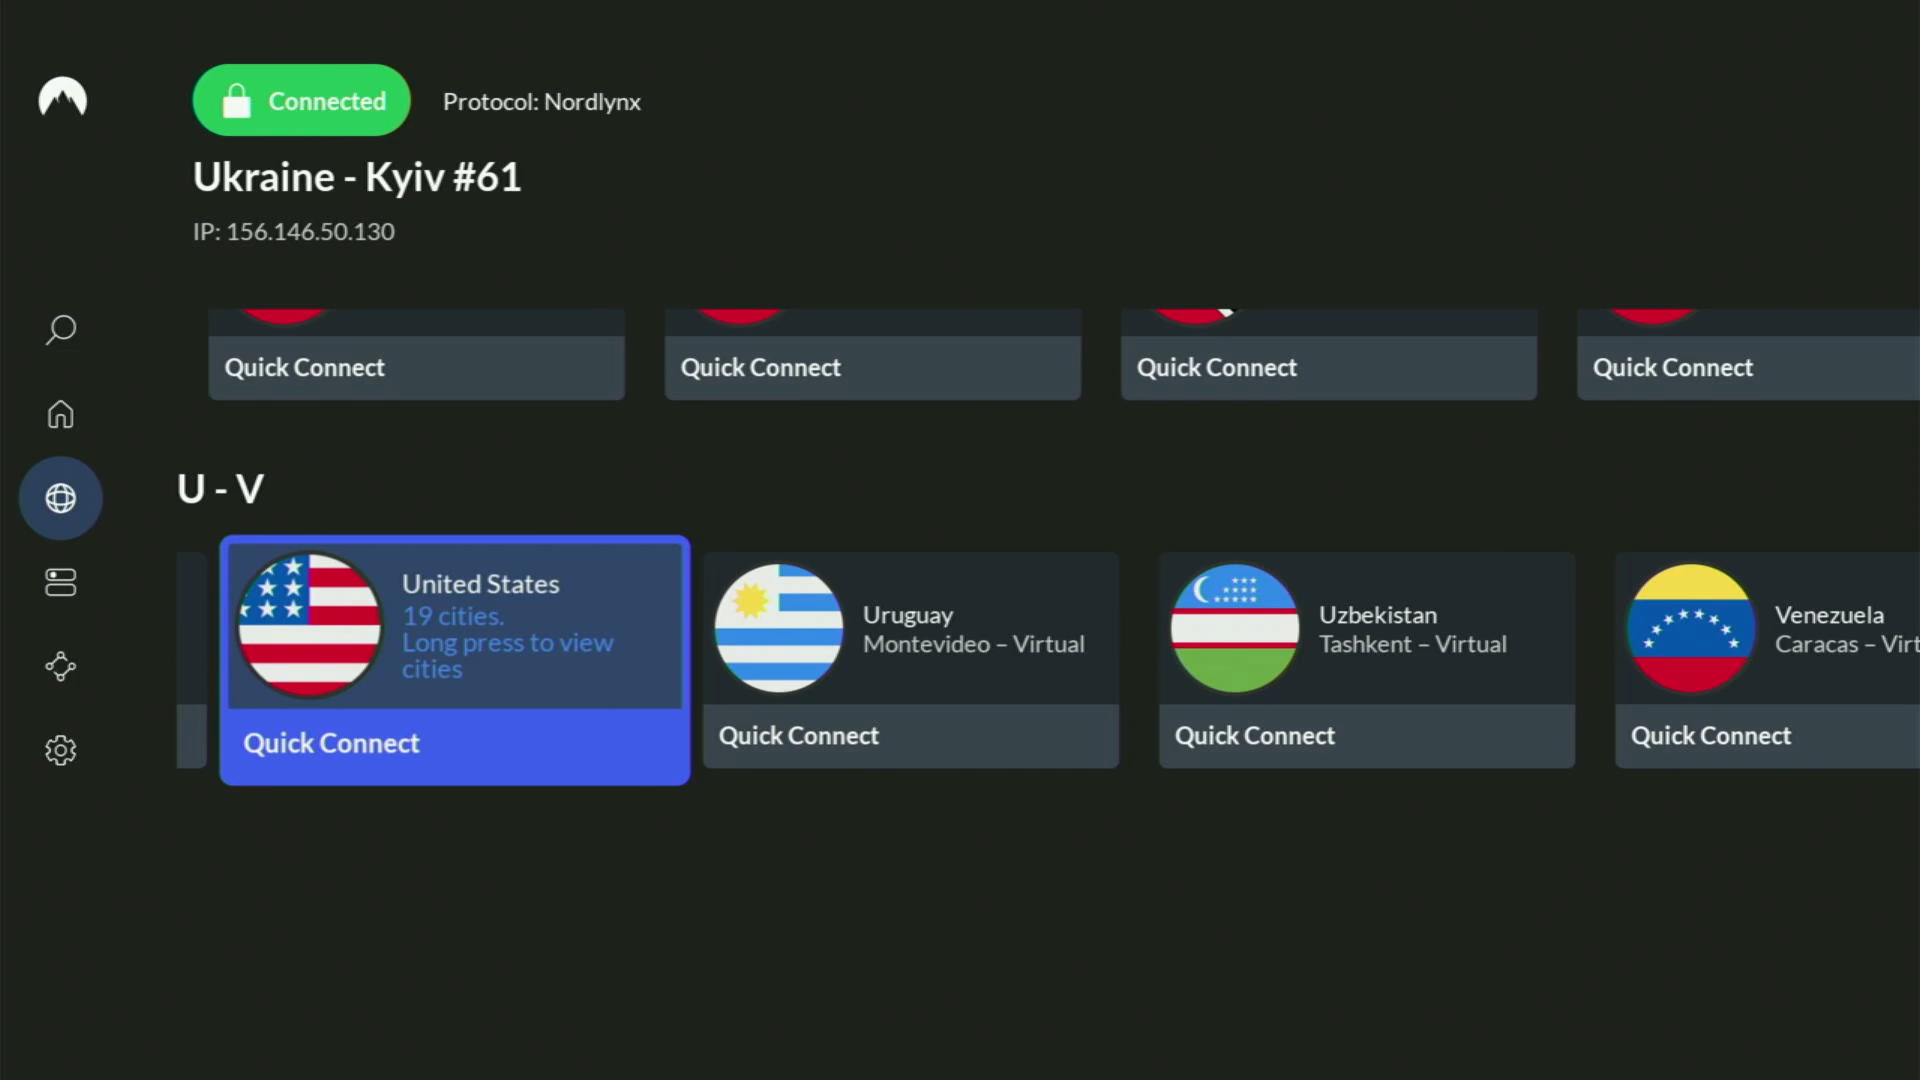 Connected
Protocol: Nordlynx
Ukraine - Kyiv #61
IP: 156.146.50.130
Quick Connect
Quick Connect
Quick Connect
Quick Connect
U - V
United States
19 cities.
Long press to view
cities
Quick Connect
Uruguay
Montevideo – Virtual
Quick Connect
Uzbekistan
Tashkent – Virtual
Quick Connect
Venezuela
Caracas – Virt
Quick Connect